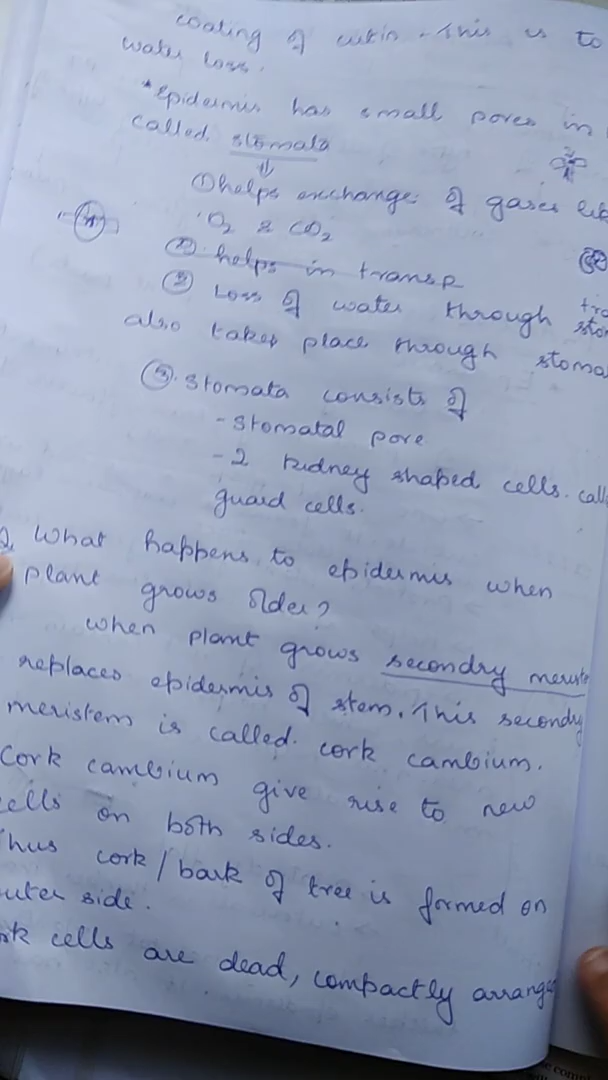 coating of cutin. This is to
water loss.
*Epidermis has small pores in
called stomata
① helps exchange of gases like
O2 & CO2
② helps in transp
② Loss of water through
also takes place through stoma
③. Stomata consists of
- Stomatal pore
- 2 kidney shaped cells. call
guard cells.
Q. What happens to epidermis when
plant grows older?
when plant grows secondry meriste
replaces epidermis of stem. This secondry
meristem is called. cork cambium.
Cork cambium give rise to new
cells on both sides.
Thus cork/bark of tree is formed on
outer side.
ork cells are dead, compactly arrange